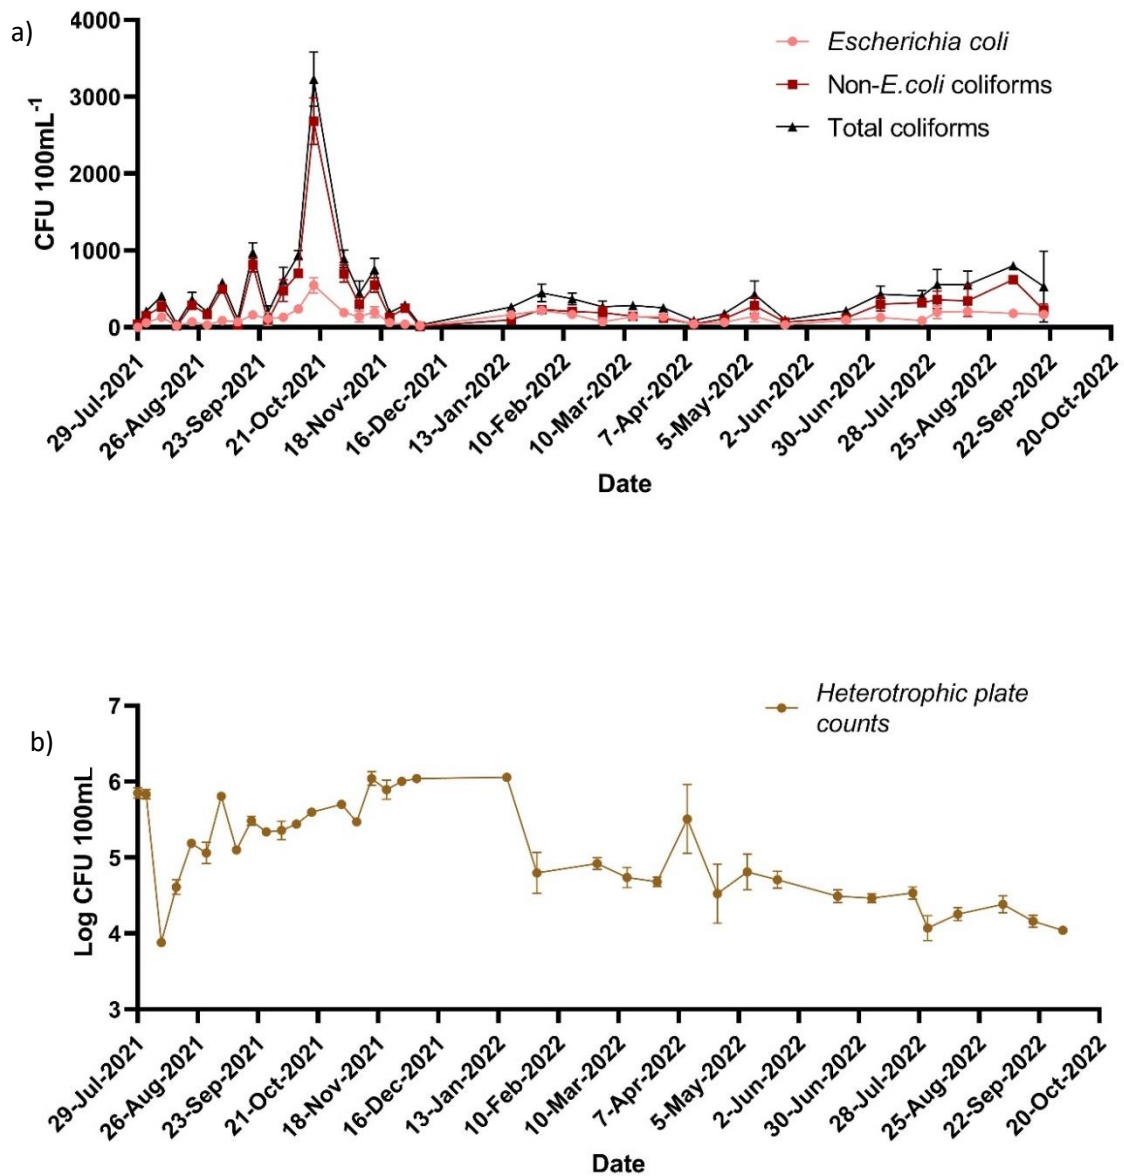 a)
4000
3000
2000
1000
0
CFU 100mL-1
Escherichia coli
Non-E.coli coliforms
Total coliforms
29-Jul-2021
26-Aug-2021
23-Sep-2021
21-Oct-2021
18-Nov-2021
16-Dec-2021
13-Jan-2022
10-Feb-2022
10-Mar-2022
7-Apr-2022
5-May-2022
2-Jun-2022
30-Jun-2022
28-Jul-2022
25-Aug-2022
22-Sep-2022
20-Oct-2022
Date
b)
7
6
5
4
3
Log CFU 100mL
Heterotrophic plate
counts
29-Jul-2021
26-Aug-2021
23-Sep-2021
21-Oct-2021
18-Nov-2021
16-Dec-2021
13-Jan-2022
10-Feb-2022
10-Mar-2022
7-Apr-2022
5-May-2022
2-Jun-2022
30-Jun-2022
28-Jul-2022
25-Aug-2022
22-Sep-2022
20-Oct-2022
Date